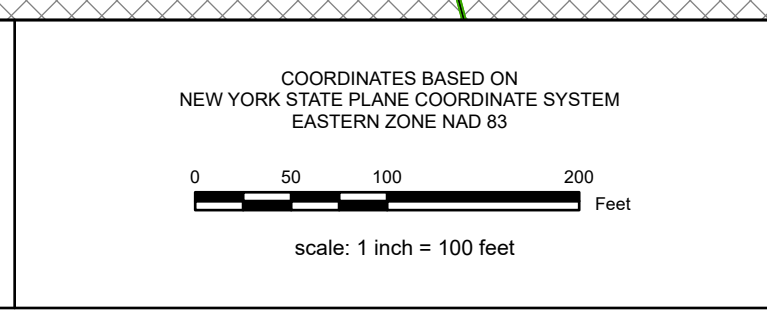 COORDINATES BASED ON
NEW YORK STATE PLANE COORDINATE SYSTEM
EASTERN ZONE NAD 83
0 50 100 200
Feet
scale: 1 inch = 100 feet